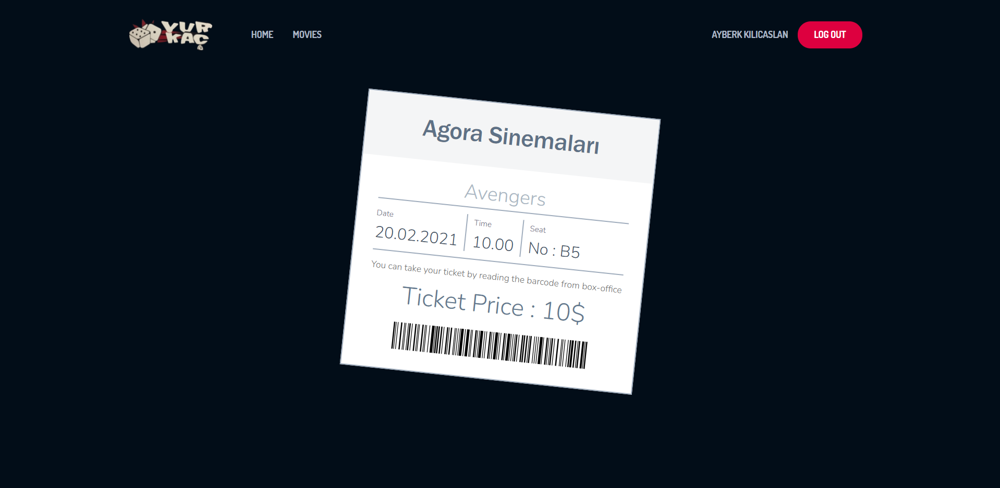 YUR
KAÇ
HOME
MOVIES
AYBERK KILICASLAN
LOG OUT
Agora Sinemaları
Avengers
Date
Time
Seat
20.02.2021
10.00
No : B5
You can take your ticket by reading the barcode from box-office
Ticket Price : 10$